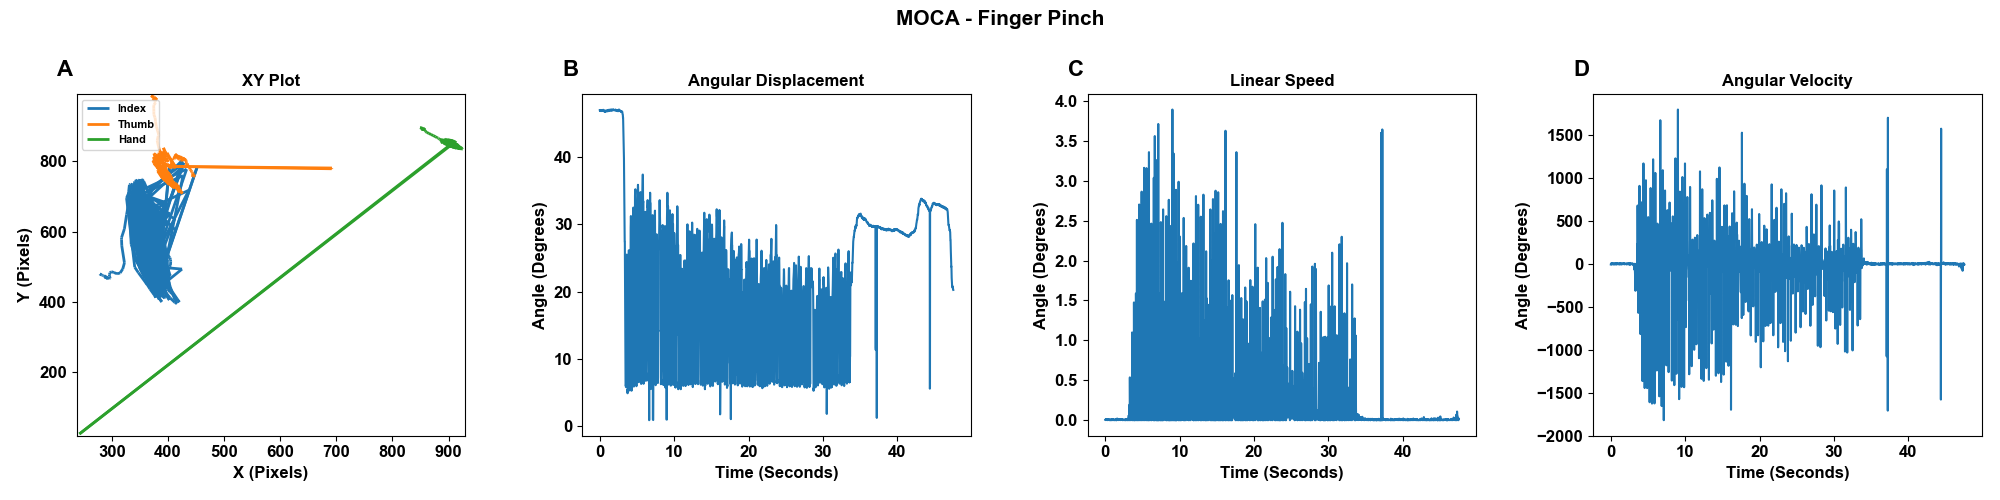 MOCA - Finger Pinch
A
XY Plot
Index
Thumb
Hand
800
600
400
200
300 400 500 600 700 800 900
Y (Pixels)
X (Pixels)
B
Angular Displacement
40
30
20
10
0
0 10 20 30 40
Angle (Degrees)
Time (Seconds)
C
Linear Speed
4.0
3.5
3.0
2.5
2.0
1.5
1.0
0.5
0.0
0 10 20 30 40
Angle (Degrees)
Time (Seconds)
D
Angular Velocity
1500
1000
500
0
−500
−1000
−1500
−2000
0 10 20 30 40
Angle (Degrees)
Time (Seconds)